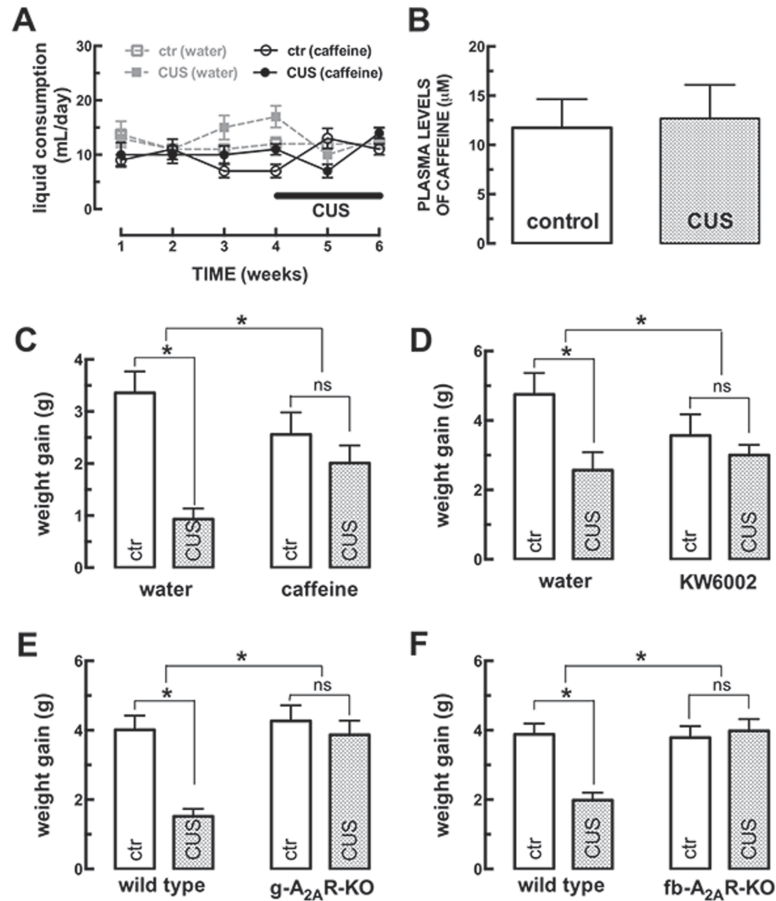 A
ctr (water)
ctr (caffeine)
CUS (water)
CUS (caffeine)
liquid consumption
(mL/day)
30
20
10
0
CUS
1 2 3 4 5 6
TIME (weeks)
B
PLASMA LEVELS
OF CAFFEINE (μM)
20
15
10
5
0
control
CUS
C
weight gain (g)
4
3
2
1
0
*
*
ns
ctr
CUS
ctr
CUS
water
caffeine
D
weight gain (g)
6
4
2
0
*
*
ns
ctr
CUS
ctr
CUS
water
KW6002
E
weight gain (g)
6
4
2
0
*
*
ns
ctr
CUS
ctr
CUS
wild type
g-A₂ₐR-KO
F
weight gain (g)
6
4
2
0
*
*
ns
ctr
CUS
ctr
CUS
wild type
fb-A₂ₐR-KO